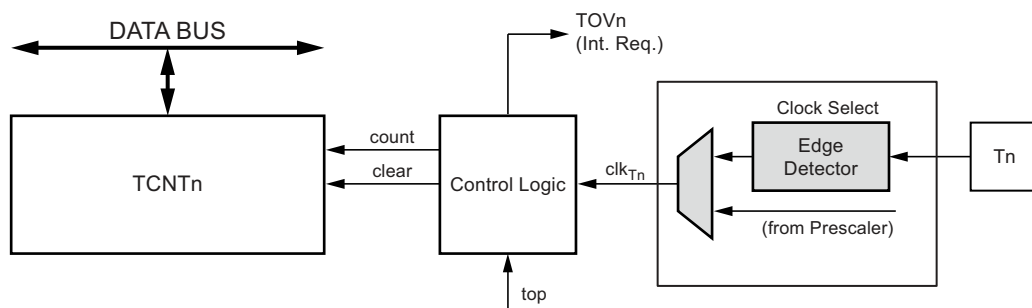 DATA BUS
TOVn
(Int. Req.)
Clock Select
count
Edge
Detector
Tn
TCNTn
clear
Control Logic
clkTn
(from Prescaler)
top